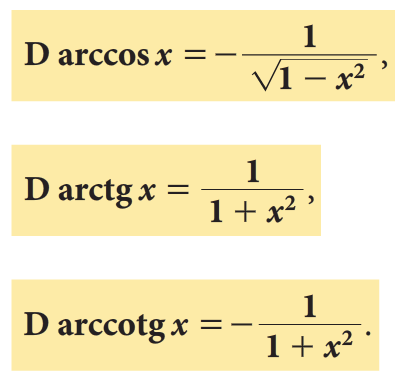 D arccos x = − 1/√(1 − x²),
D arctg x = 1/(1 + x²),
D arccotg x = − 1/(1 + x²).